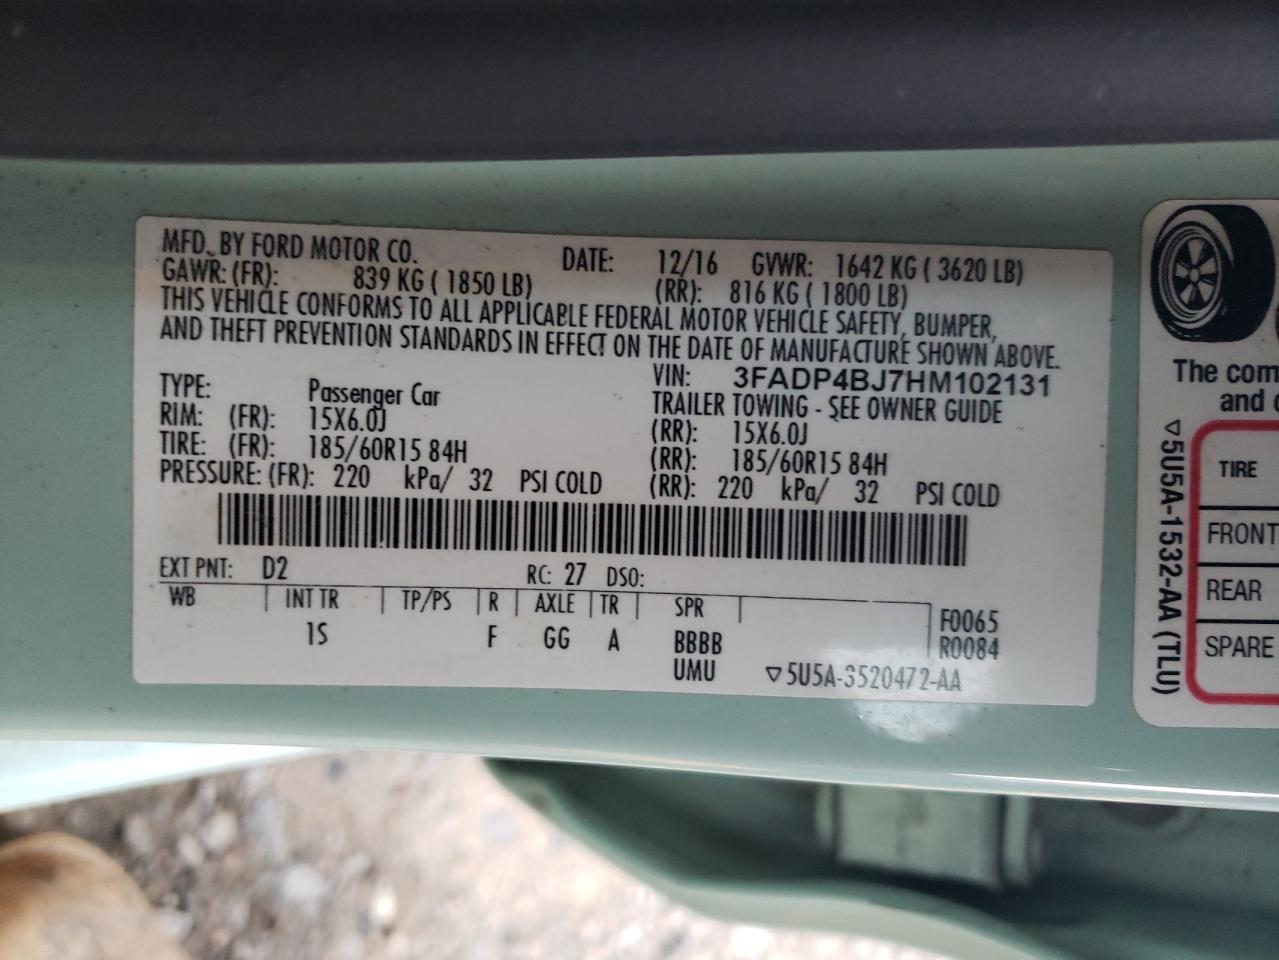 MFD. BY FORD MOTOR CO. DATE: 12/16 GVWR: 1642 KG ( 3620 LB)
GAWR: (FR): 839 KG ( 1850 LB) (RR): 816 KG ( 1800 LB)
THIS VEHICLE CONFORMS TO ALL APPLICABLE FEDERAL MOTOR VEHICLE SAFETY, BUMPER,
AND THEFT PREVENTION STANDARDS IN EFFECT ON THE DATE OF MANUFACTURE SHOWN ABOVE.
VIN: 3FADP4BJ7HM102131
TYPE: Passenger Car TRAILER TOWING - SEE OWNER GUIDE
RIM: (FR): 15X6.0J (RR): 15X6.0J
TIRE: (FR): 185/60R15 84H (RR): 185/60R15 84H
PRESSURE: (FR): 220 kPa/ 32 PSI COLD (RR): 220 kPa/ 32 PSI COLD
EXT PNT: D2 RC: 27 DSO:
WB INT TR TP/PS R AXLE TR SPR F0065
1S F GG A BBBB R0084
UMU ▽5U5A-3520472-AA
The com
and c
▽5U5A-1532-AA (TLU)
TIRE
FRONT
REAR
SPARE